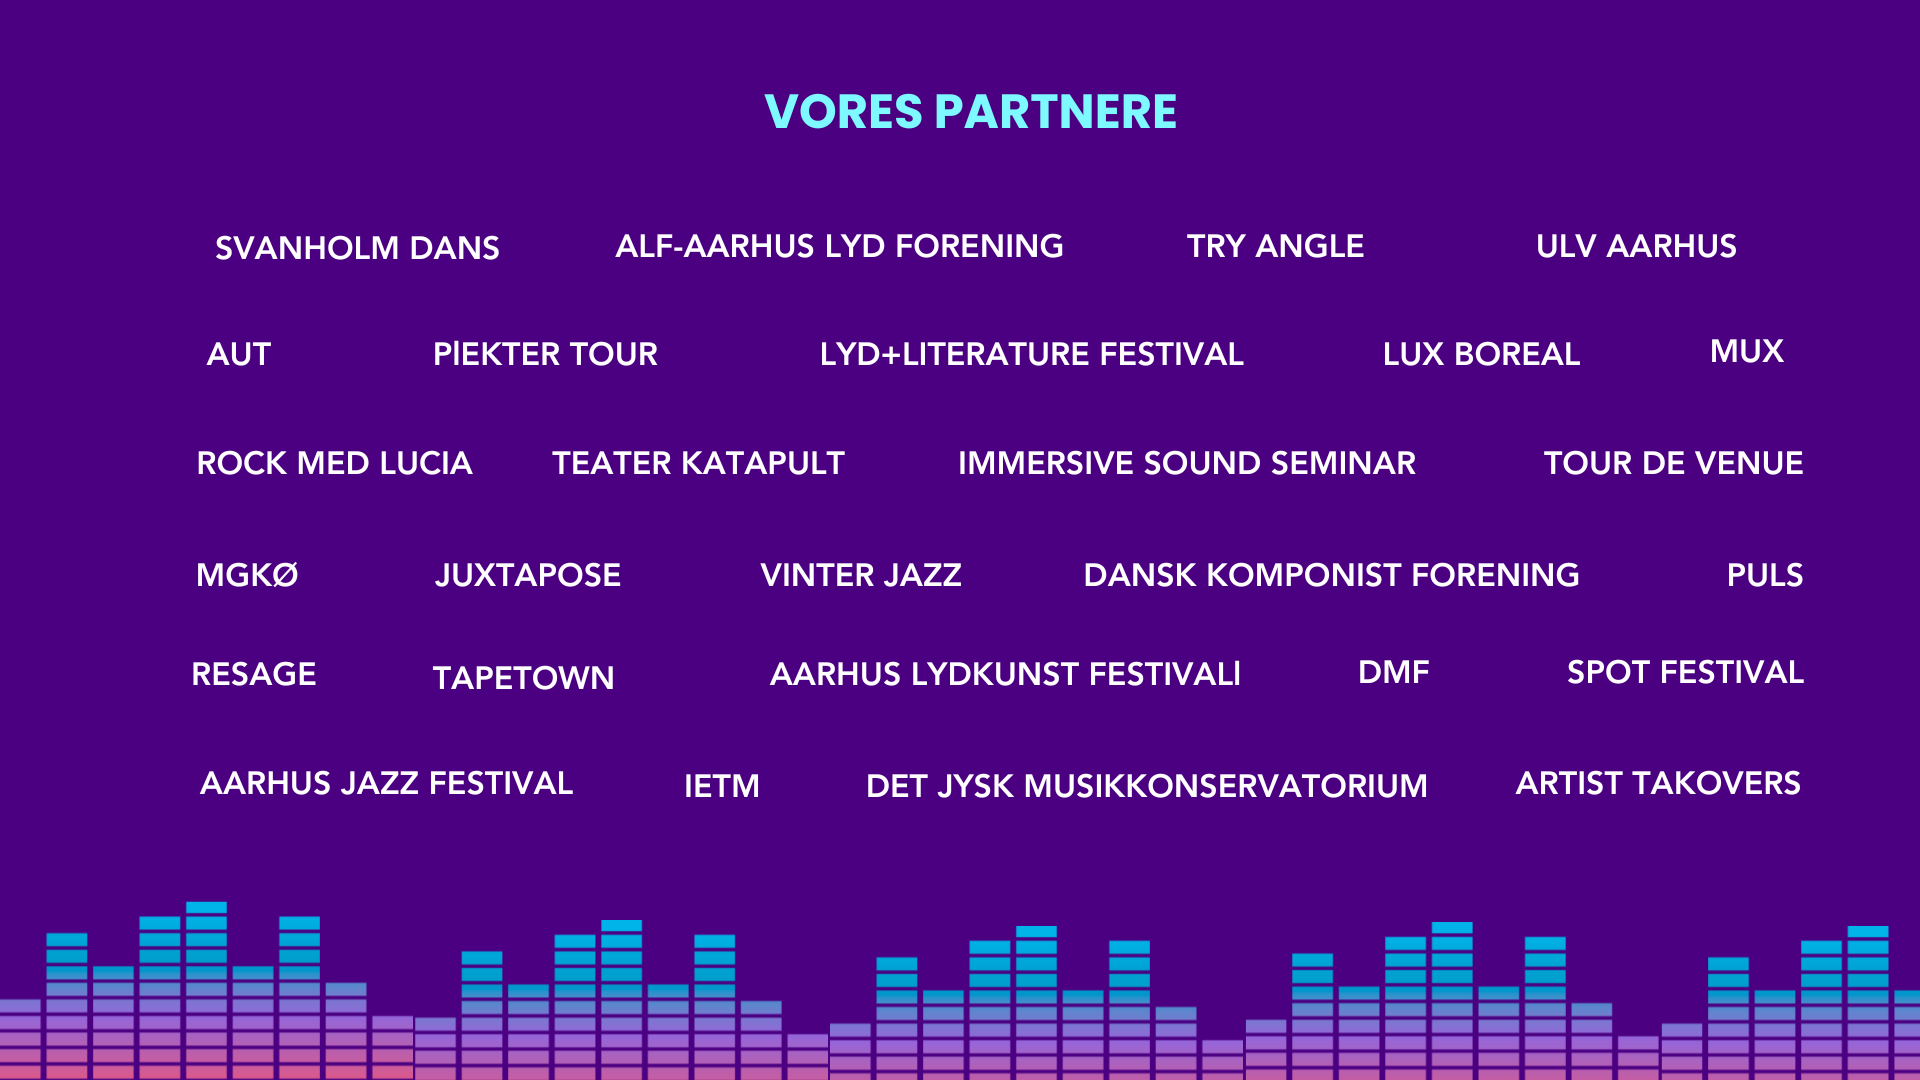 VORES PARTNERE
SVANHOLM DANS ALF-AARHUS LYD FORENING TRY ANGLE ULV AARHUS
AUT PlEKTER TOUR LYD+LITERATURE FESTIVAL LUX BOREAL MUX
ROCK MED LUCIA TEATER KATAPULT IMMERSIVE SOUND SEMINAR TOUR DE VENUE
MGKØ JUXTAPOSE VINTER JAZZ DANSK KOMPONIST FORENING PULS
RESAGE TAPETOWN AARHUS LYDKUNST FESTIVALl DMF SPOT FESTIVAL
AARHUS JAZZ FESTIVAL IETM DET JYSK MUSIKKONSERVATORIUM ARTIST TAKOVERS